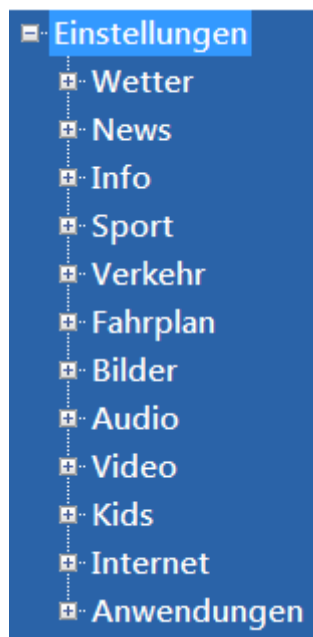 Einstellungen
Wetter
News
Info
Sport
Verkehr
Fahrplan
Bilder
Audio
Video
Kids
Internet
Anwendungen